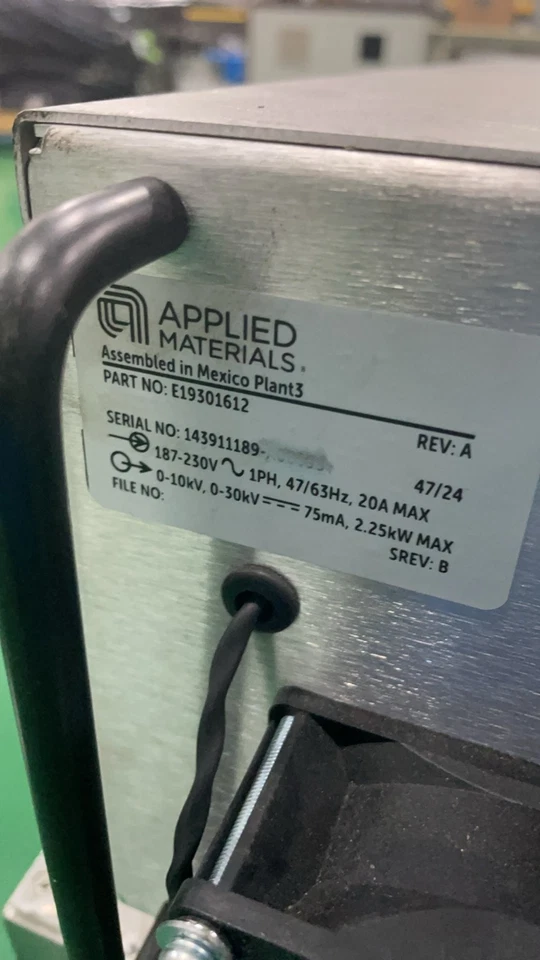 APPLIED
MATERIALS®
Assembled in Mexico Plant3
PART NO: E19301612
REV: A
SERIAL NO: 143911189-
47/24
187-230V 1PH, 47/63Hz, 20A MAX
0-10kV, 0-30kV 75mA, 2.25kW MAX
FILE NO:
SREV: B